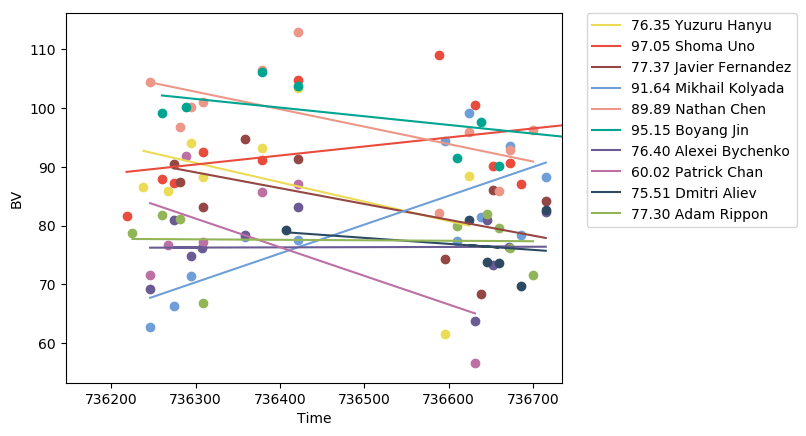 110
100
90
80
70
60
BV
736200 736300 736400 736500 736600 736700
Time
76.35 Yuzuru Hanyu
97.05 Shoma Uno
77.37 Javier Fernandez
91.64 Mikhail Kolyada
89.89 Nathan Chen
95.15 Boyang Jin
76.40 Alexei Bychenko
60.02 Patrick Chan
75.51 Dmitri Aliev
77.30 Adam Rippon